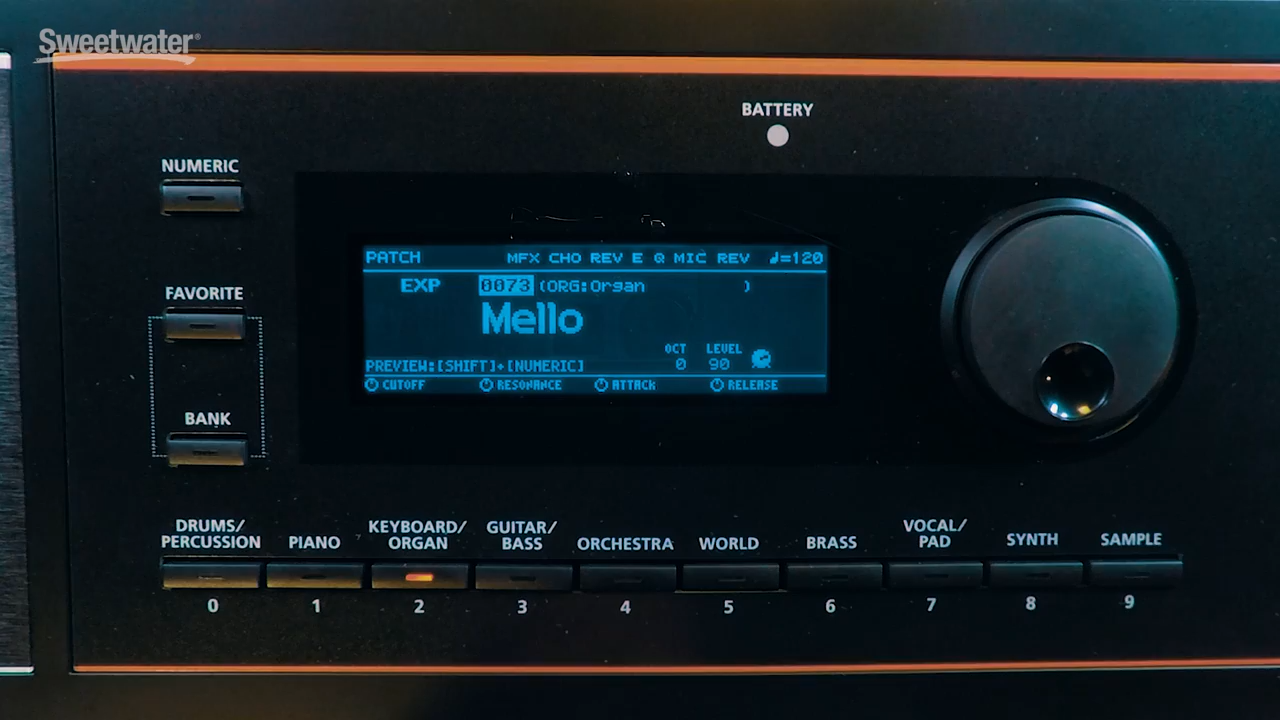 Sweetwater®
BATTERY
NUMERIC
PATCH MFX CHO REV E Q MIC REV ♩=120
EXP 0073 (ORG:Organ )
Mello
OCT LEVEL
0 90
PREVIEW:[SHIFT]+[NUMERIC]
CUTOFF RESONANCE ATTACK RELEASE
FAVORITE
BANK
DRUMS/
PERCUSSION
PIANO
KEYBOARD/
ORGAN
GUITAR/
BASS
ORCHESTRA
WORLD
BRASS
VOCAL/
PAD
SYNTH
SAMPLE
0 1 2 3 4 5 6 7 8 9